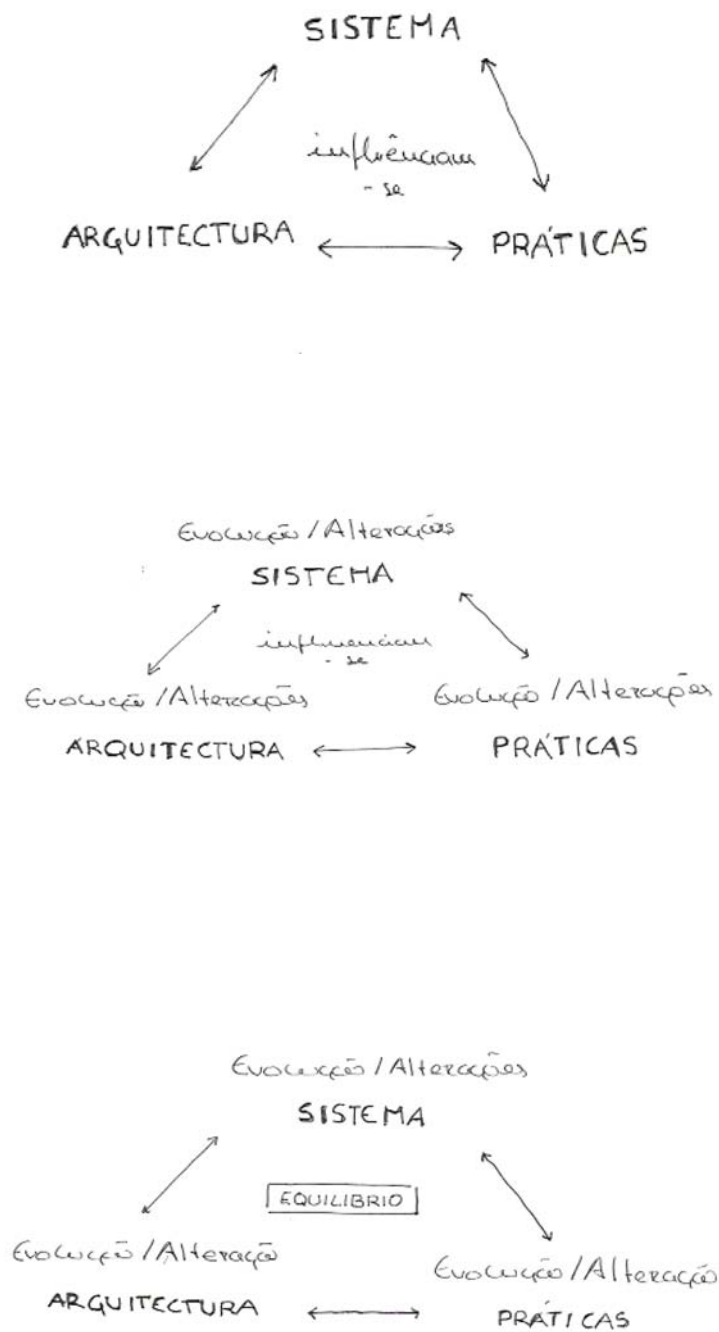 SISTEMA
influênciam
- se
ARQUITECTURA PRÁTICAS
Evolução / Alterações
SISTEMA
influenciam
- se
Evolução / Alterações Evolução / Alterações
ARQUITECTURA PRÁTICAS
Evolução / Alterações
SISTEMA
EQUILIBRIO
Evolução / Alteração
Evolução / Alteração
ARQUITECTURA PRÁTICAS